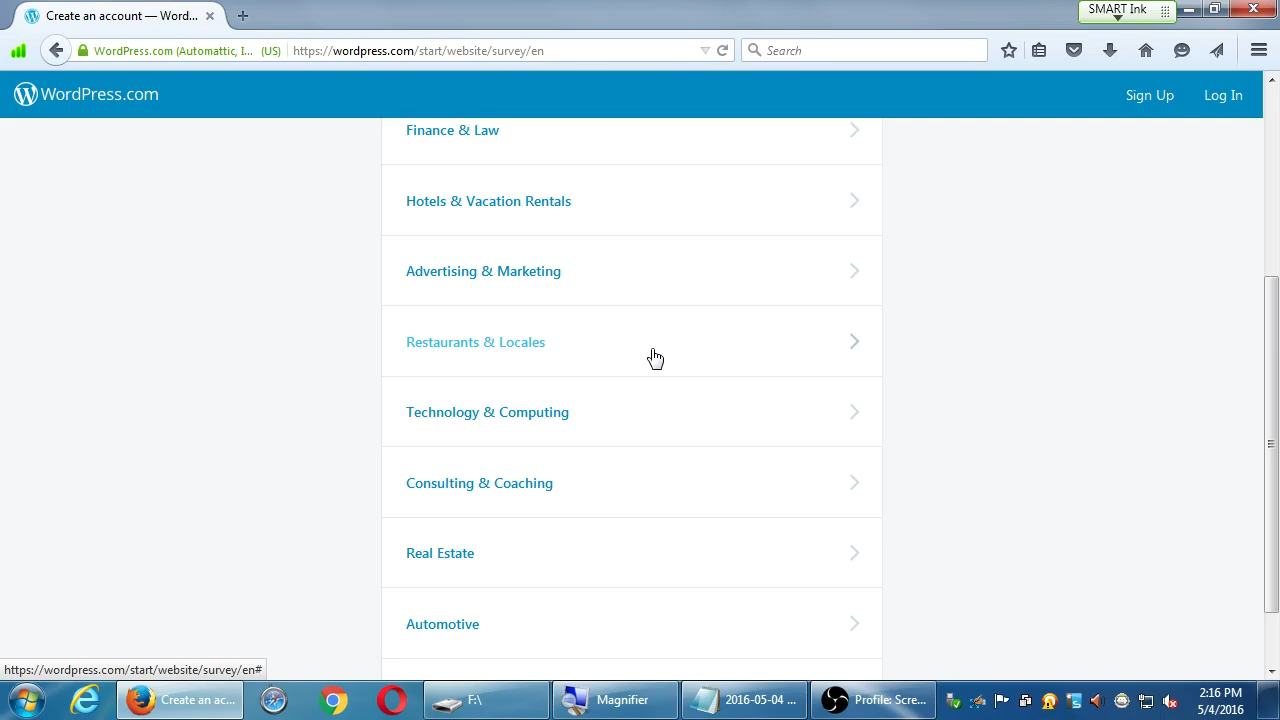 Create an account — Word...
SMART Ink
WordPress.com (Automattic, I... (US)
https://wordpress.com/start/website/survey/en
Search
WordPress.com
Sign Up
Log In
Finance & Law
Hotels & Vacation Rentals
Advertising & Marketing
Restaurants & Locales
Technology & Computing
Consulting & Coaching
Real Estate
Automotive
https://wordpress.com/start/website/survey/en#
Create an ac...
F:\
Magnifier
2016-05-04 ...
Profile: Scre...
2:16 PM
5/4/2016